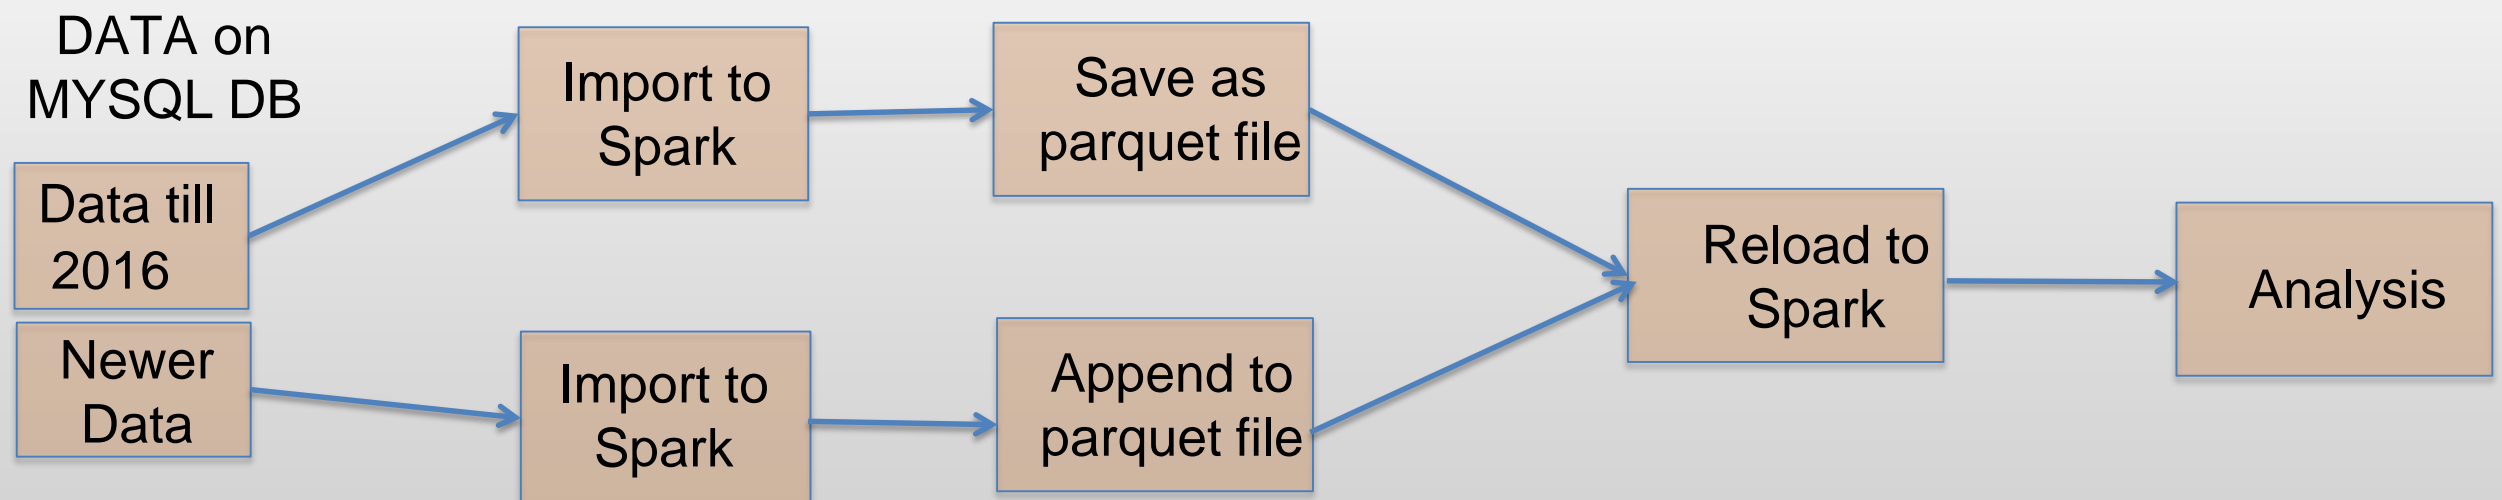 DATA on
MYSQL DB
Data till
2016
Import to
Spark
Save as
parquet file
Newer
Data
Import to
Spark
Append to
parquet file
Reload to
Spark
Analysis